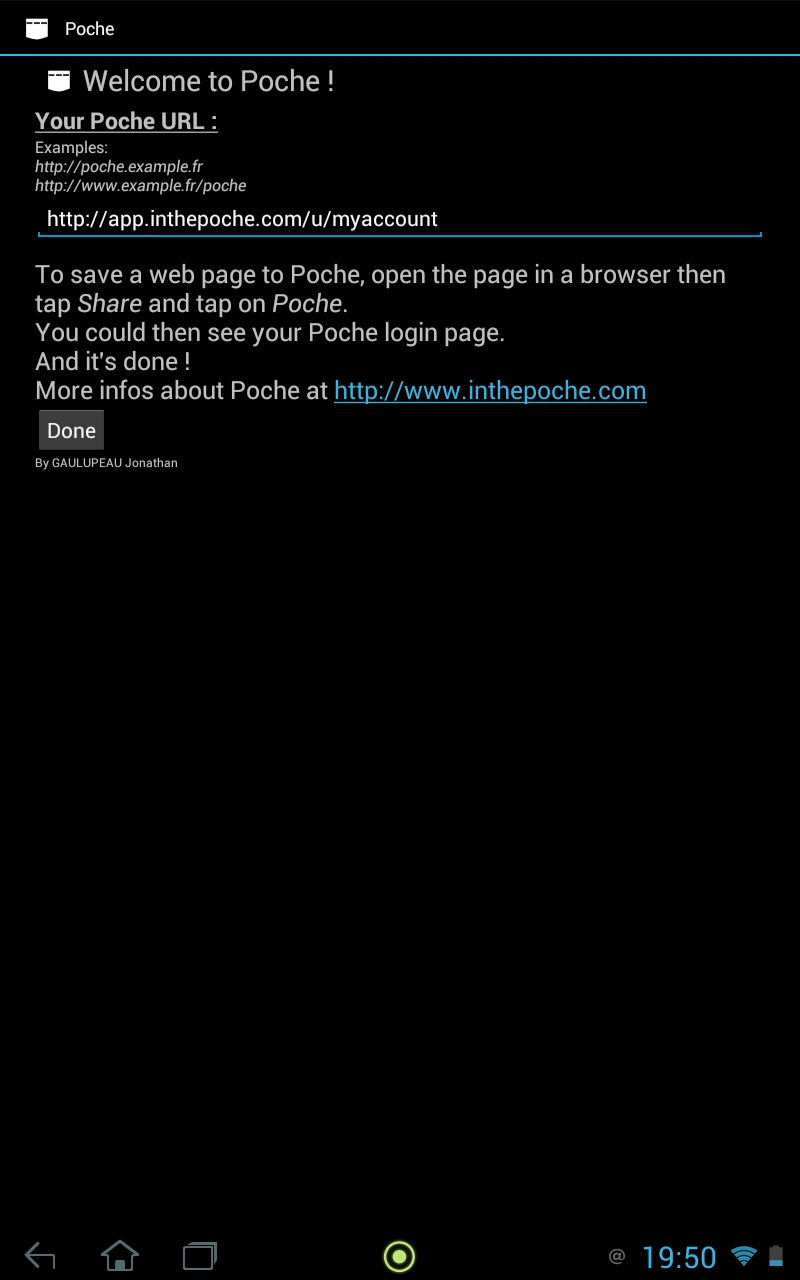 Poche
Welcome to Poche !
Your Poche URL :
Examples:
http://poche.example.fr
http://www.example.fr/poche
http://app.inthepoche.com/u/myaccount
To save a web page to Poche, open the page in a browser then
tap Share and tap on Poche.
You could then see your Poche login page.
And it's done !
More infos about Poche at http://www.inthepoche.com
Done
By GAULUPEAU Jonathan
@ 19:50